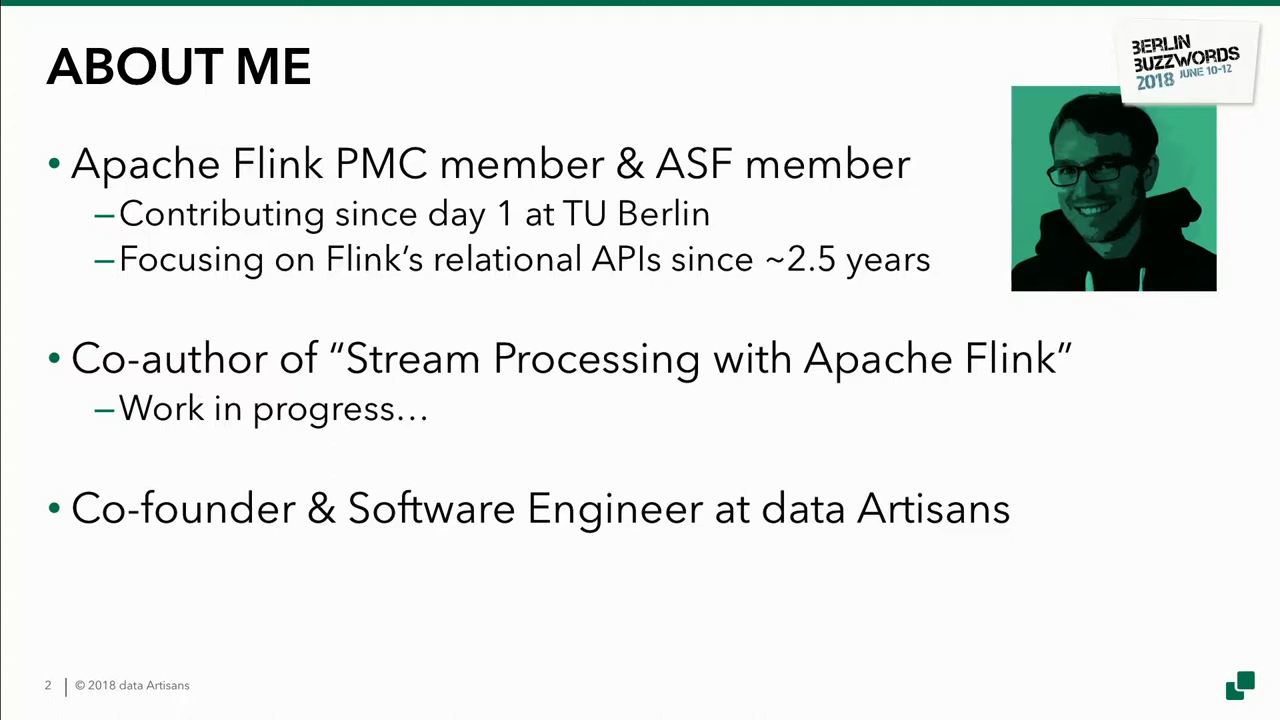 ABOUT ME
BERLIN
BUZZWORDS
2018 JUNE 10-12
• Apache Flink PMC member & ASF member
–Contributing since day 1 at TU Berlin
–Focusing on Flink’s relational APIs since ~2.5 years
• Co-author of “Stream Processing with Apache Flink”
–Work in progress…
• Co-founder & Software Engineer at data Artisans
2 | © 2018 data Artisans